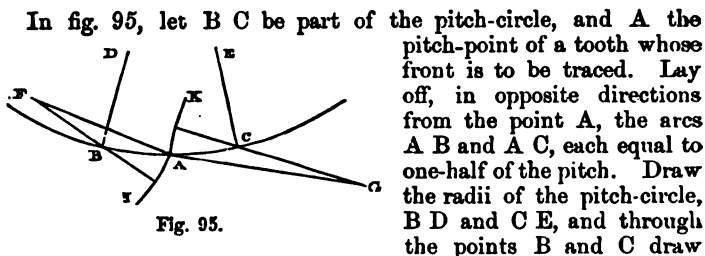 In fig. 95, let B C be part of the pitch-circle, and A the
pitch-point of a tooth whose
front is to be traced. Lay
off, in opposite directions
from the point A, the arcs
A B and A C, each equal to
one-half of the pitch. Draw
the radii of the pitch-circle,
B D and C E, and through
the points B and C draw
D
E
F
K
B
A
C
I
G
Fig. 95.